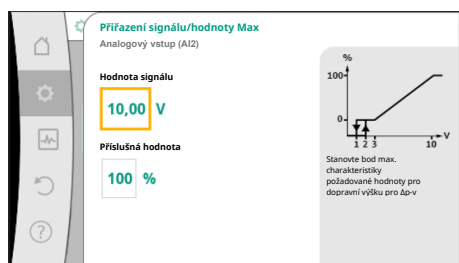 Přiřazení signálu/hodnoty Max
Analogový vstup (AI2)
Hodnota signálu
10,00 V
Příslušná hodnota
100 %
%
100
0
1 2 3 10 V
Stanovte bod max.
charakteristiky
požadované hodnoty pro
dopravní výšku pro Δp-v
?